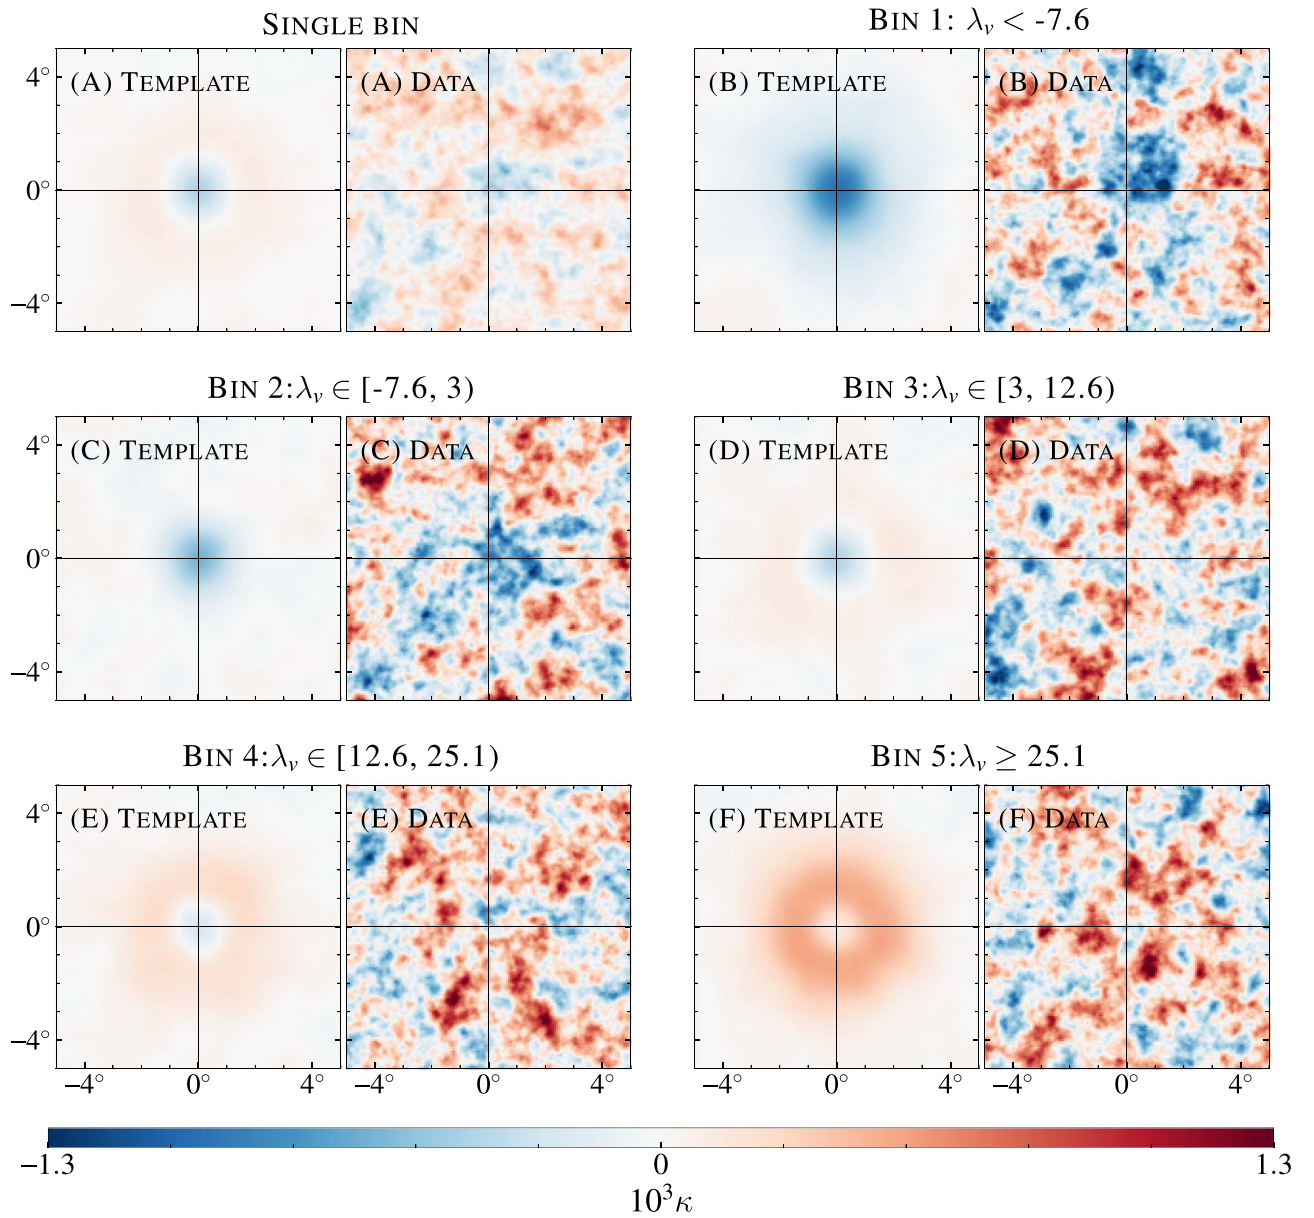 SINGLE BIN
BIN 1: λᵥ < -7.6
(A) TEMPLATE
(A) DATA
(B) TEMPLATE
(B) DATA
4°
0°
−4°
BIN 2:λᵥ ∈ [-7.6, 3)
BIN 3:λᵥ ∈ [3, 12.6)
(C) TEMPLATE
(C) DATA
(D) TEMPLATE
(D) DATA
4°
0°
−4°
BIN 4:λᵥ ∈ [12.6, 25.1)
BIN 5:λᵥ ≥ 25.1
(E) TEMPLATE
(E) DATA
(F) TEMPLATE
(F) DATA
4°
0°
−4°
−4° 0° 4° −4° 0° 4° −4° 0° 4° −4° 0° 4°
−1.3 0 1.3
10³κ